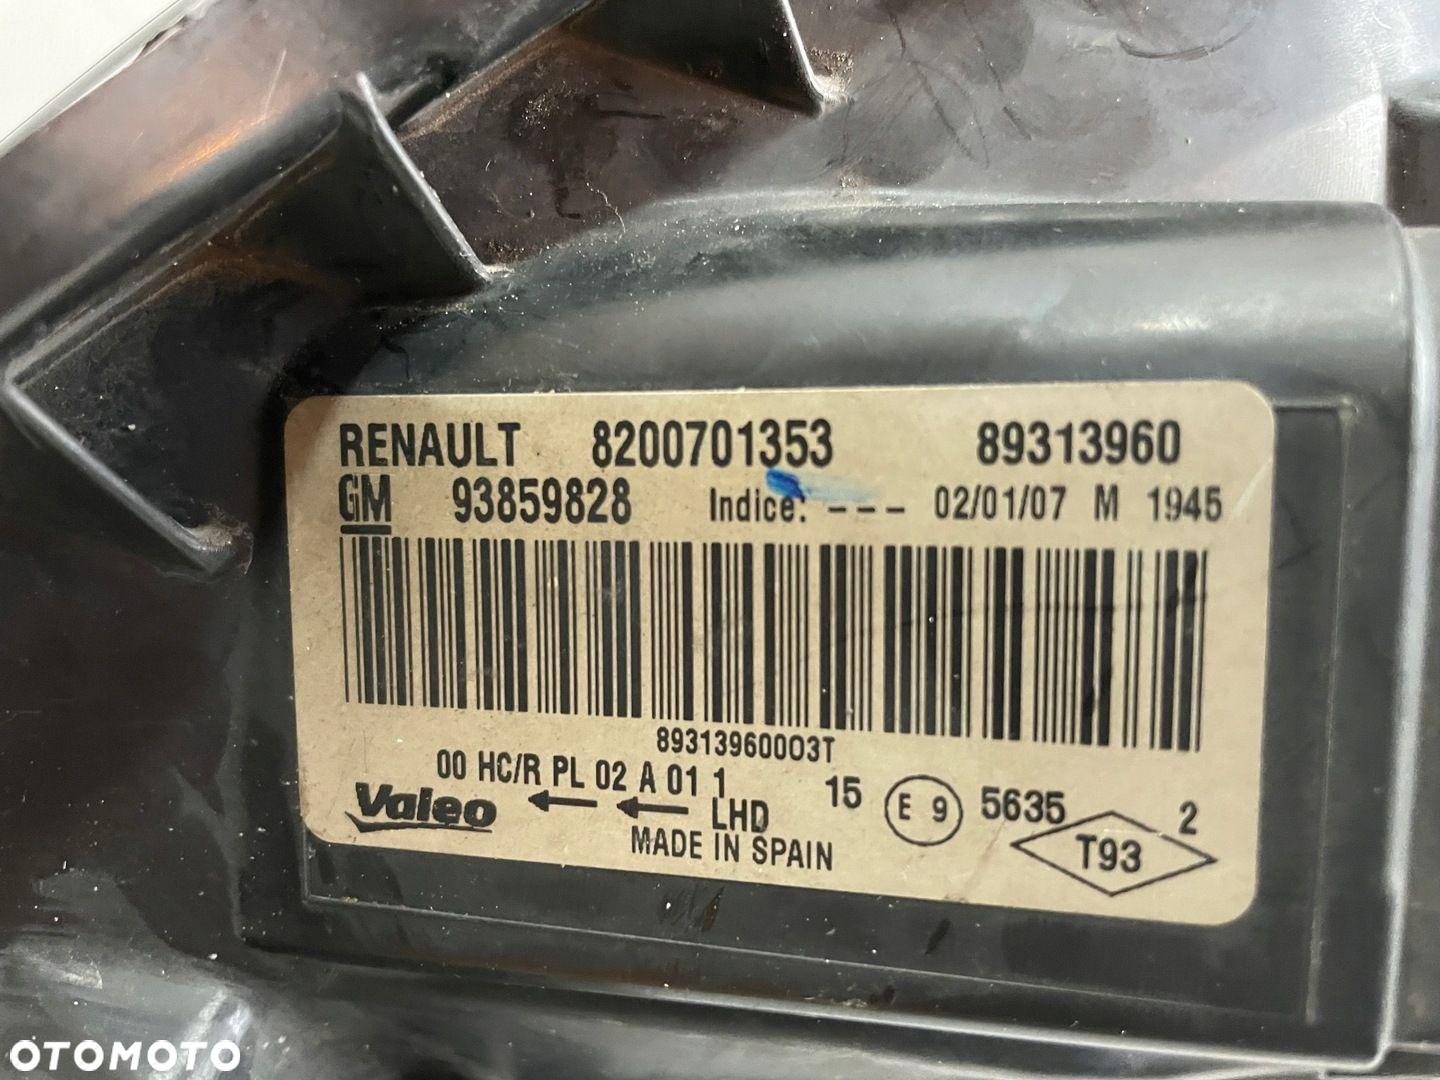 RENAULT 8200701353 89313960
GM 93859828 Indice: --- 02/01/07 M 1945
89313960003T
00 HC/R PL 02 A 01 1 15 E 9 5635 2
Valeo LHD T93
MADE IN SPAIN
OTOMOTO